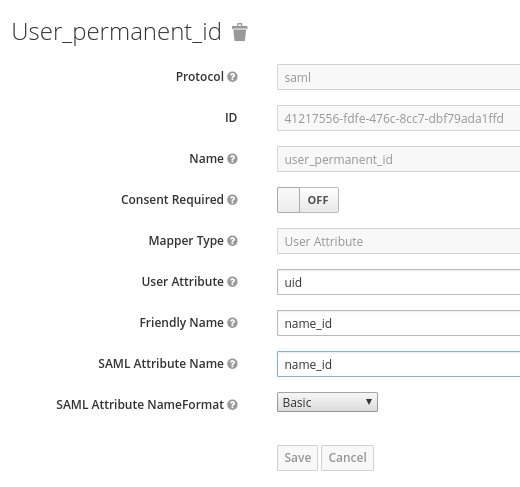 User_permanent_id
Protocol saml
ID 41217556-fdfe-476c-8cc7-dbf79ada1ffd
Name user_permanent_id
Consent Required OFF
Mapper Type User Attribute
User Attribute uid
Friendly Name name_id
SAML Attribute Name name_id
SAML Attribute NameFormat Basic
Save Cancel